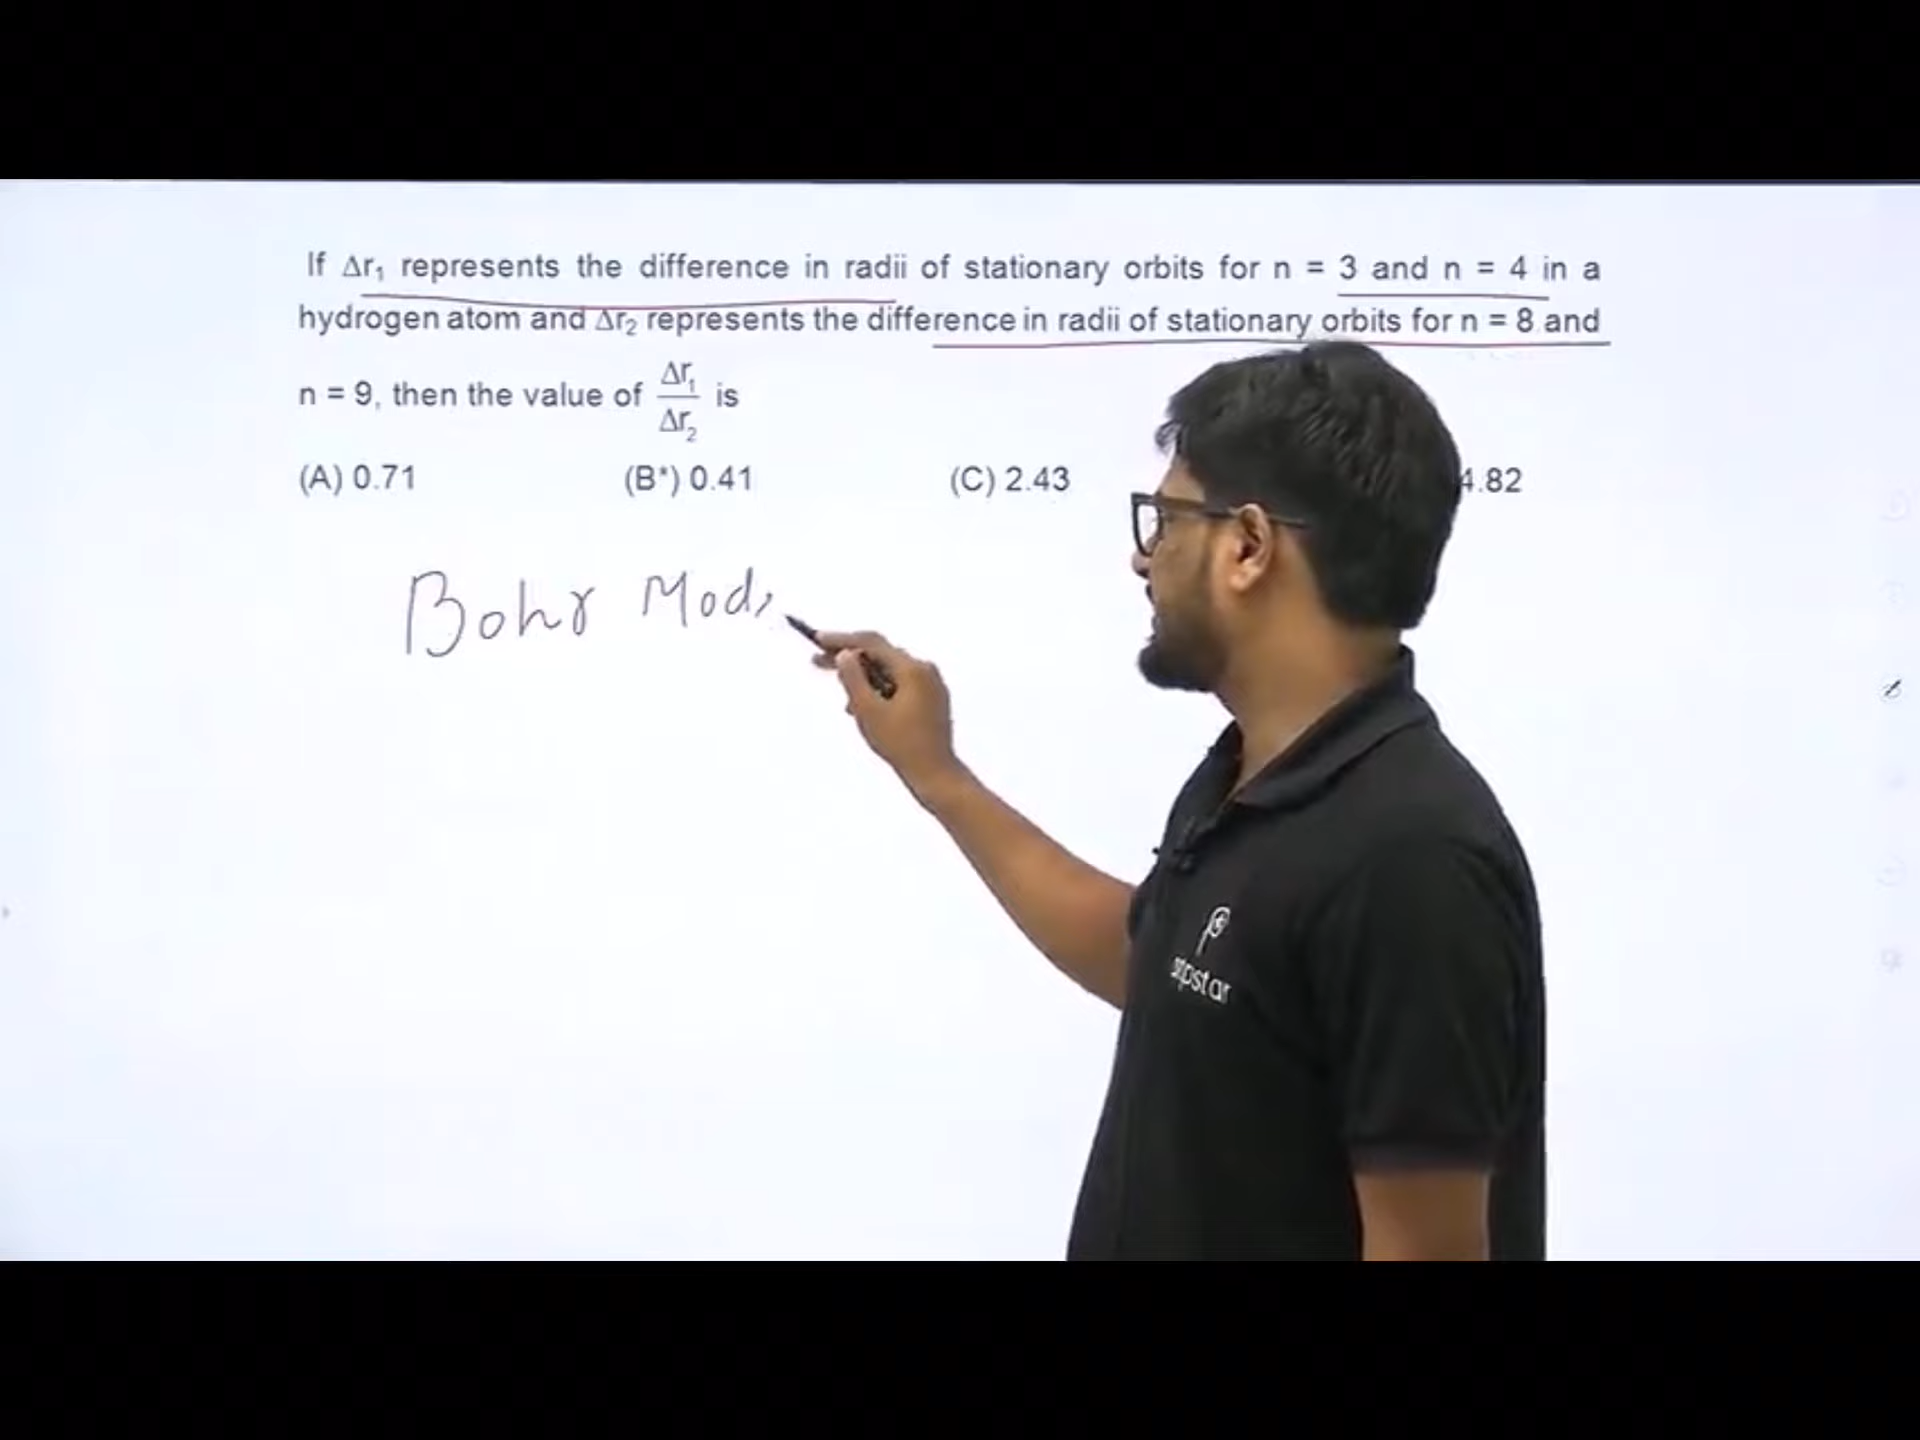 If Δr₁ represents the difference in radii of stationary orbits for n = 3 and n = 4 in a
hydrogen atom and Δr₂ represents the difference in radii of stationary orbits for n = 8 and
n = 9, then the value of Δr₁/Δr₂ is
(A) 0.71 (B*) 0.41 (C) 2.43 4.82
Bohr Mod